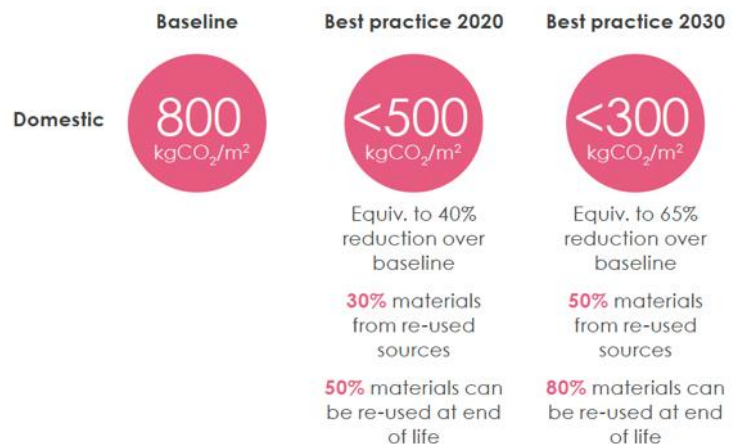 Baseline
Best practice 2020
Best practice 2030
Domestic
800
kgCO₂/m²
<500
kgCO₂/m²
<300
kgCO₂/m²
Equiv. to 40%
reduction over
baseline
30% materials
from re-used
sources
50% materials can
be re-used at end
of life
Equiv. to 65%
reduction over
baseline
50% materials
from re-used
sources
80% materials can
be re-used at end
of life